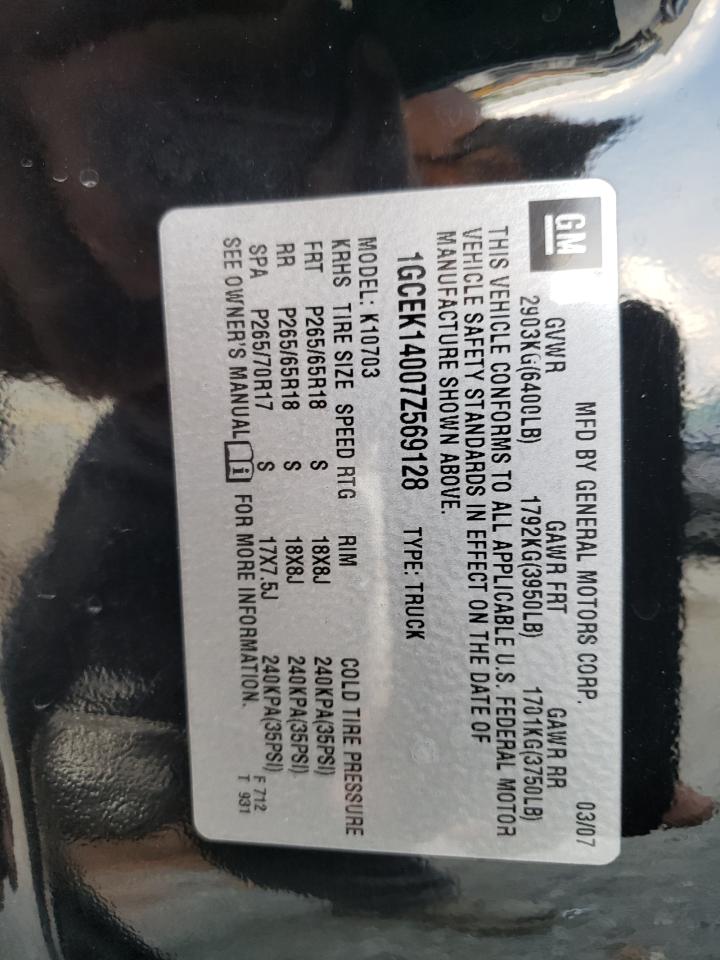 GM
MFD BY GENERAL MOTORS CORP. 03/07
GVWR GAWR FRT GAWR RR
2903KG(6400LB) 1792KG(3950LB) 1701KG(3750LB)
THIS VEHICLE CONFORMS TO ALL APPLICABLE U.S. FEDERAL MOTOR
VEHICLE SAFETY STANDARDS IN EFFECT ON THE DATE OF
MANUFACTURE SHOWN ABOVE.
1GCEK14007Z569128 TYPE: TRUCK
MODEL: K10703
KRHS TIRE SIZE SPEED RTG RIM COLD TIRE PRESSURE
FRT P265/65R18 S 18X8J 240KPA(35PSI)
RR P265/65R18 S 18X8J 240KPA(35PSI)
SPA P265/70R17 S 17X7.5J 240KPA(35PSI)
SEE OWNER'S MANUAL i FOR MORE INFORMATION.
F 712
T 931